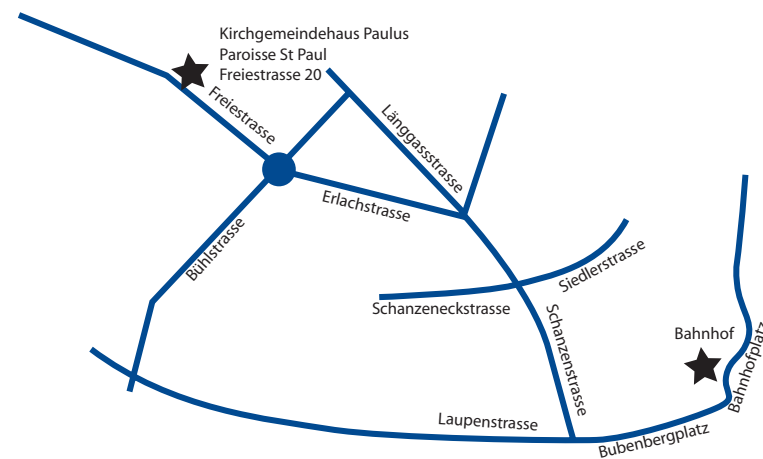 Kirchgemeindehaus Paulus
Paroisse St Paul
Freiestrasse 20
Freiestrasse
Länggassstrasse
Erlachstrasse
Bühlstrasse
Siedlerstrasse
Schanzeneckstrasse
Schanzenstrasse
Bahnhof
Bahnhofplatz
Laupenstrasse
Bubenbergplatz